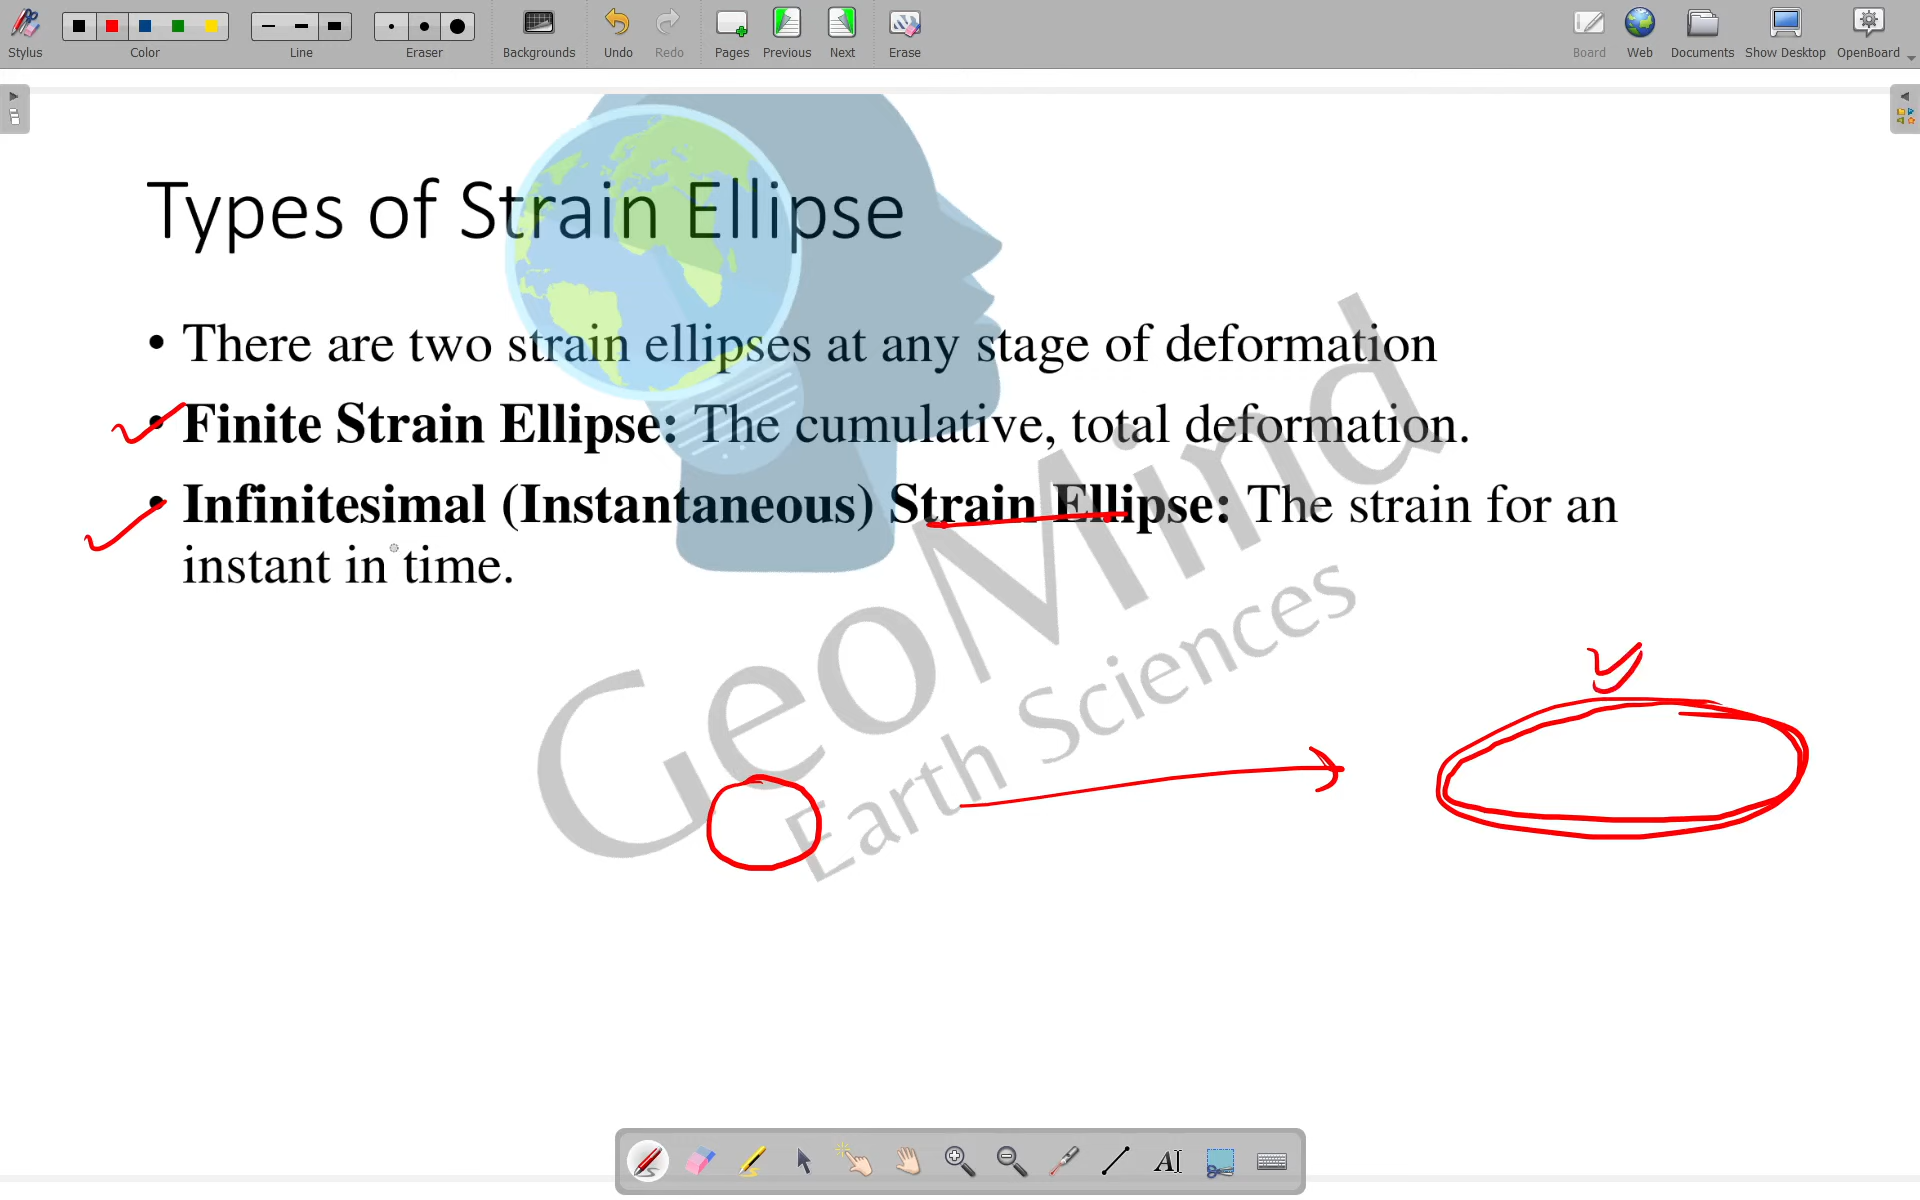 Stylus Color Line Eraser Backgrounds Undo Redo Pages Previous Next Erase Board Web Documents Show Desktop OpenBoard
Types of Strain Ellipse
• There are two strain ellipses at any stage of deformation
• Finite Strain Ellipse: The cumulative, total deformation.
• Infinitesimal (Instantaneous) Strain Ellipse: The strain for an
instant in time.
GeoMind
Earth Sciences